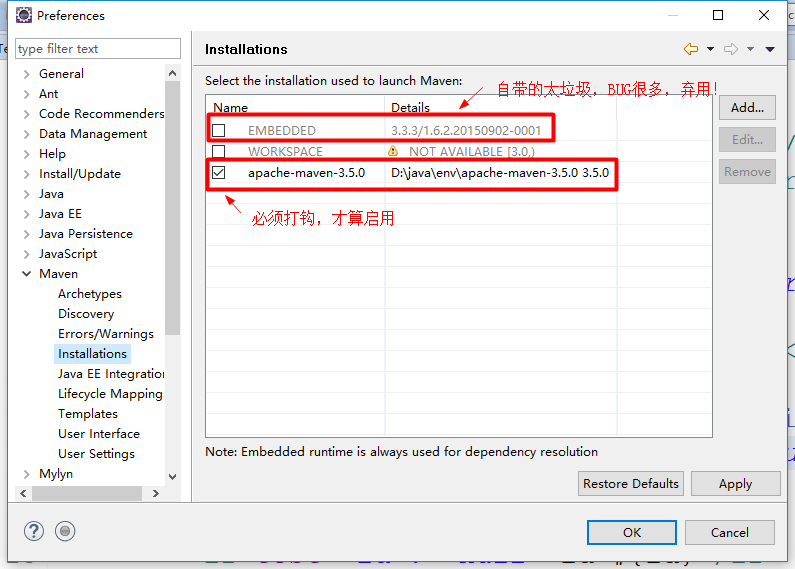 Preferences
type filter text
General
Ant
Code Recommenders
Data Management
Help
Install/Update
Java
Java EE
Java Persistence
JavaScript
Maven
Archetypes
Discovery
Errors/Warnings
Installations
Java EE Integration
Lifecycle Mapping
Templates
User Interface
User Settings
Mylyn
Installations
Select the installation used to launch Maven:
自带的太垃圾，BUG很多，弃用！
Name Details
EMBEDDED 3.3.3/1.6.2.20150902-0001
WORKSPACE NOT AVAILABLE [3.0,)
apache-maven-3.5.0 D:\java\env\apache-maven-3.5.0 3.5.0
必须打钩，才算启用
Add...
Edit...
Remove
Note: Embedded runtime is always used for dependency resolution
Restore Defaults Apply
OK Cancel